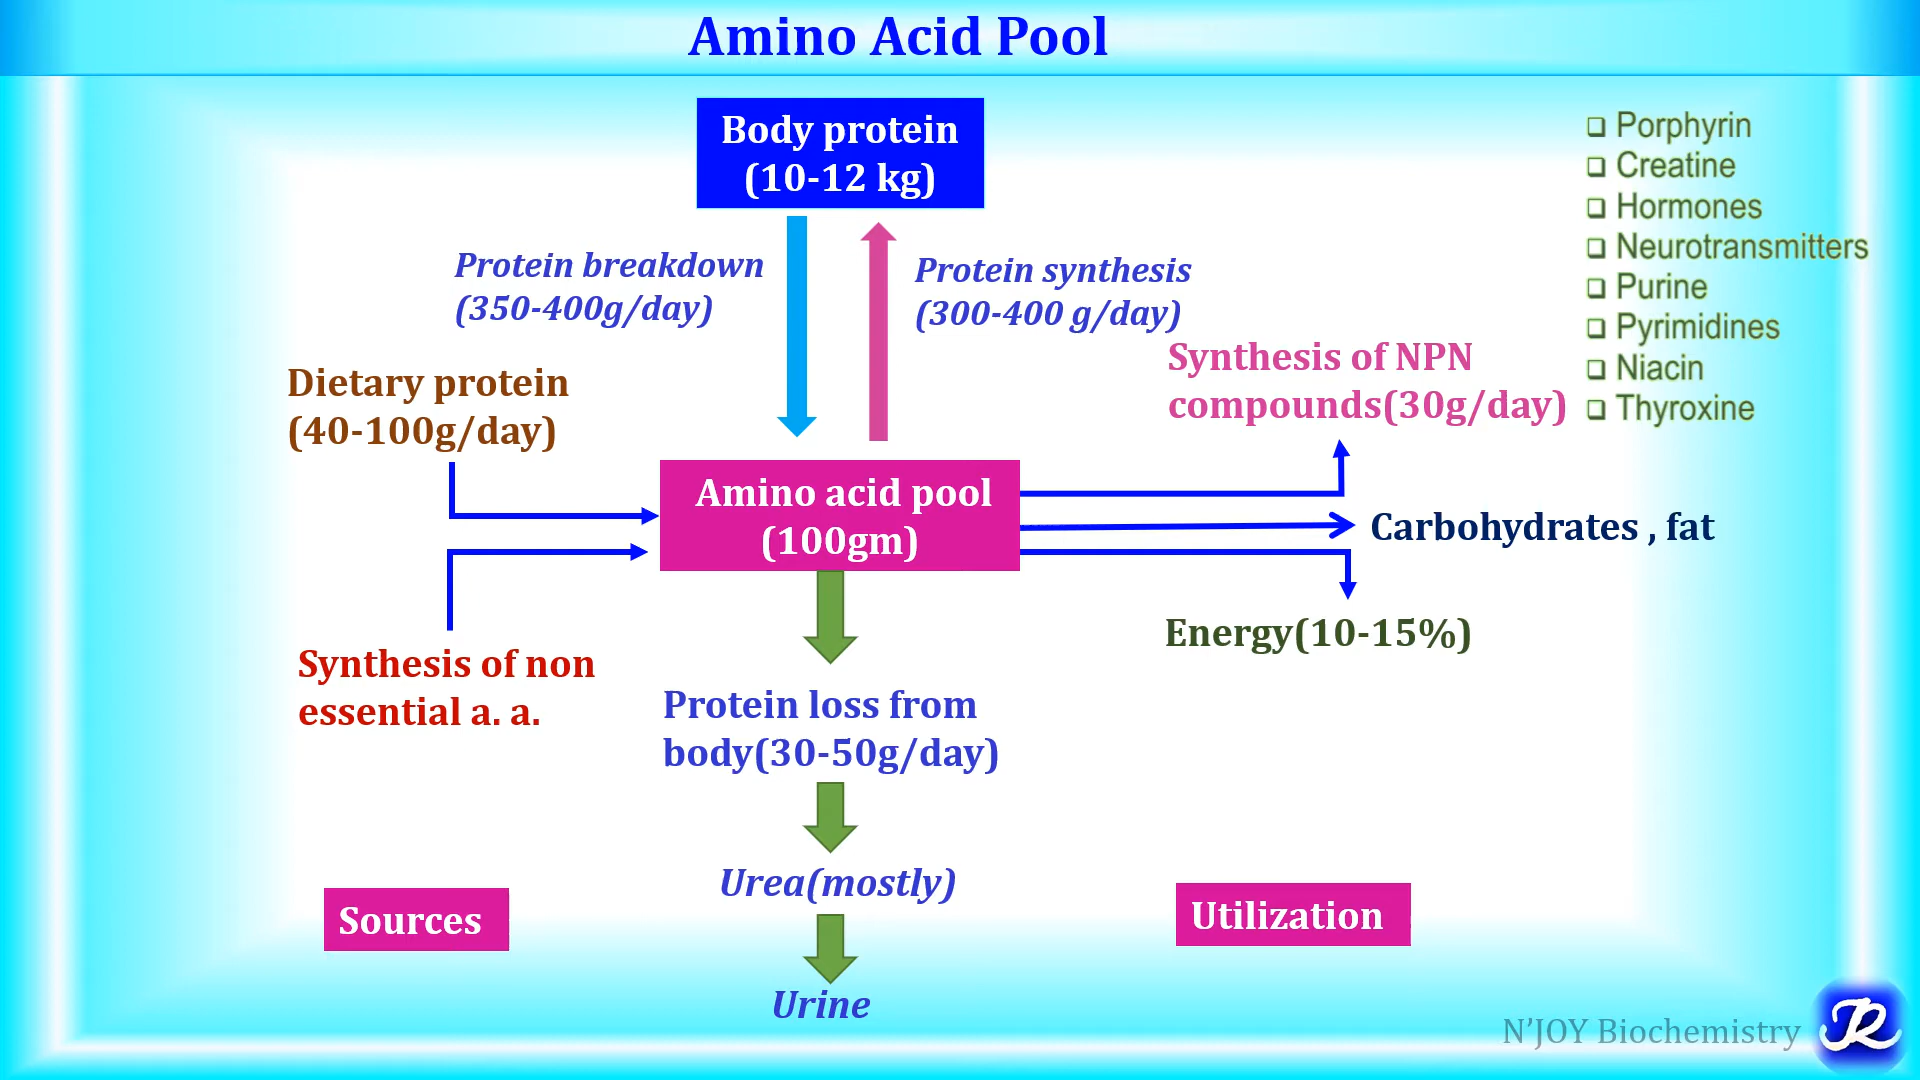 Amino Acid Pool
Body protein
(10-12 kg)
Protein breakdown
(350-400g/day)
Protein synthesis
(300-400 g/day)
Dietary protein
(40-100g/day)
Synthesis of NPN
compounds(30g/day)
❑ Porphyrin
❑ Creatine
❑ Hormones
❑ Neurotransmitters
❑ Purine
❑ Pyrimidines
❑ Niacin
❑ Thyroxine
Amino acid pool
(100gm)
Carbohydrates , fat
Energy(10-15%)
Synthesis of non
essential a. a.
Protein loss from
body(30-50g/day)
Urea(mostly)
Urine
Sources
Utilization
N’JOY Biochemistry
R